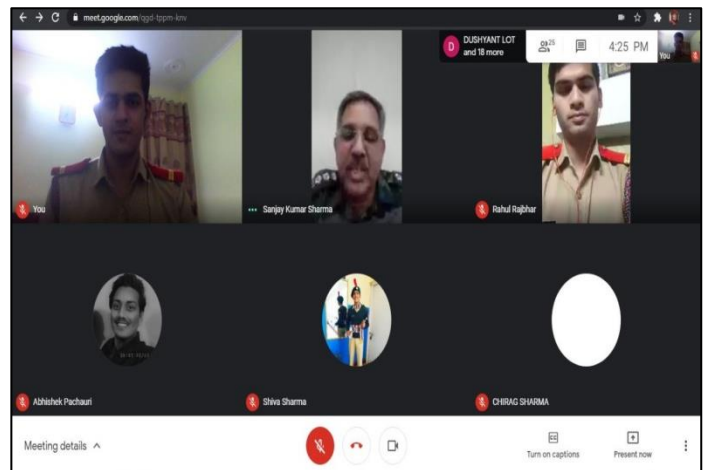 meet.google.com/qgd-tppm-knv
D
DUSHYANT LOT
and 18 more
25
4:25 PM
You
You
Sanjay Kumar Sharma
Rahul Rajbhar
Abhishek Pachauri
Shiva Sharma
CHIRAG SHARMA
Meeting details
CC
Turn on captions
Present now